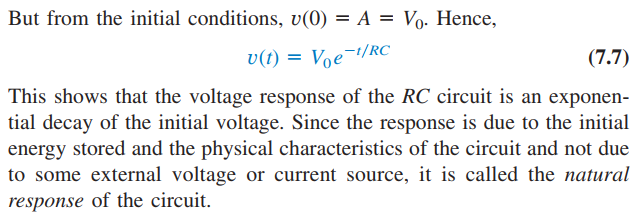 But from the initial conditions, v(0) = A = V₀. Hence,
v(t) = V₀e^{−t/RC} (7.7)
This shows that the voltage response of the RC circuit is an exponen-
tial decay of the initial voltage. Since the response is due to the initial
energy stored and the physical characteristics of the circuit and not due
to some external voltage or current source, it is called the natural
response of the circuit.